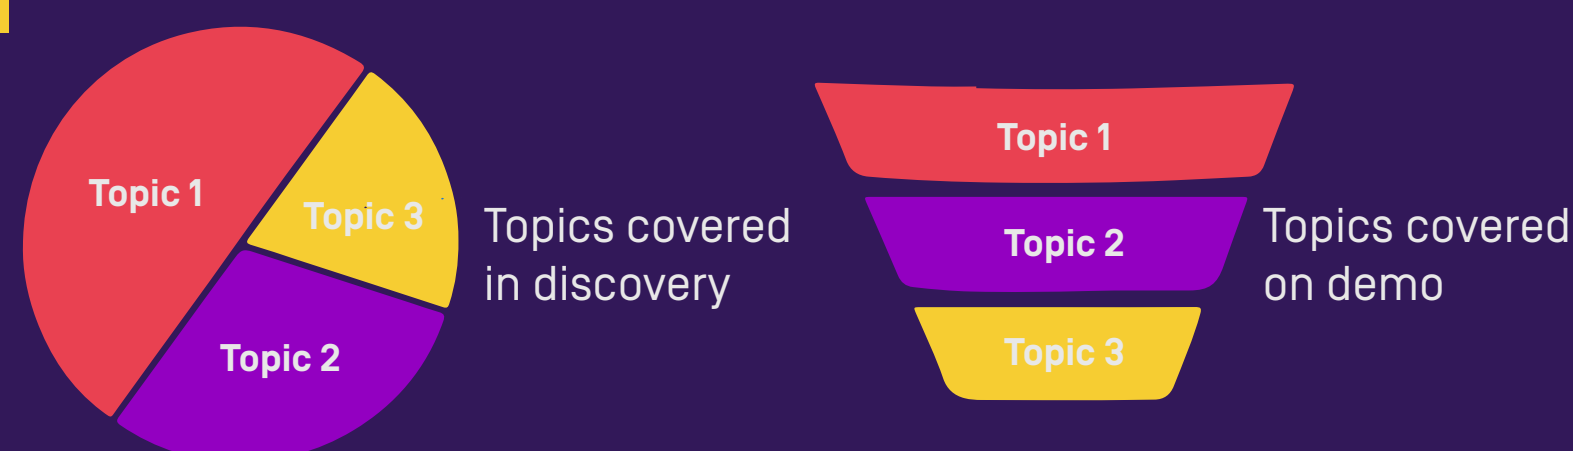 Topic 1
Topic 3
Topic 2
Topics covered
in discovery
Topic 1
Topic 2
Topic 3
Topics covered
on demo